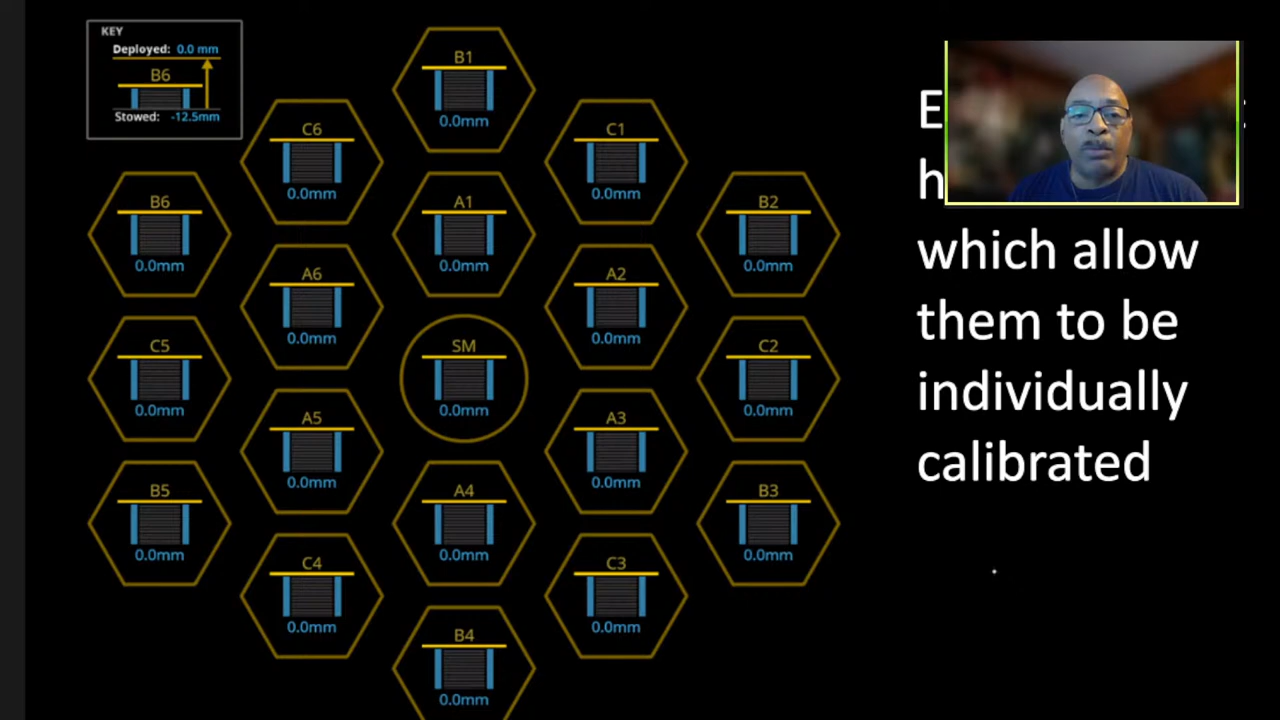 KEY
Deployed: 0.0 mm
B6
Stowed: -12.5mm
B1
0.0mm
C6
0.0mm
C1
0.0mm
B6
0.0mm
A1
0.0mm
B2
0.0mm
A6
0.0mm
A2
0.0mm
C5
0.0mm
SM
0.0mm
C2
0.0mm
A5
0.0mm
A3
0.0mm
B5
0.0mm
A4
0.0mm
B3
0.0mm
C4
0.0mm
C3
0.0mm
B4
0.0mm
which allow
them to be
individually
calibrated